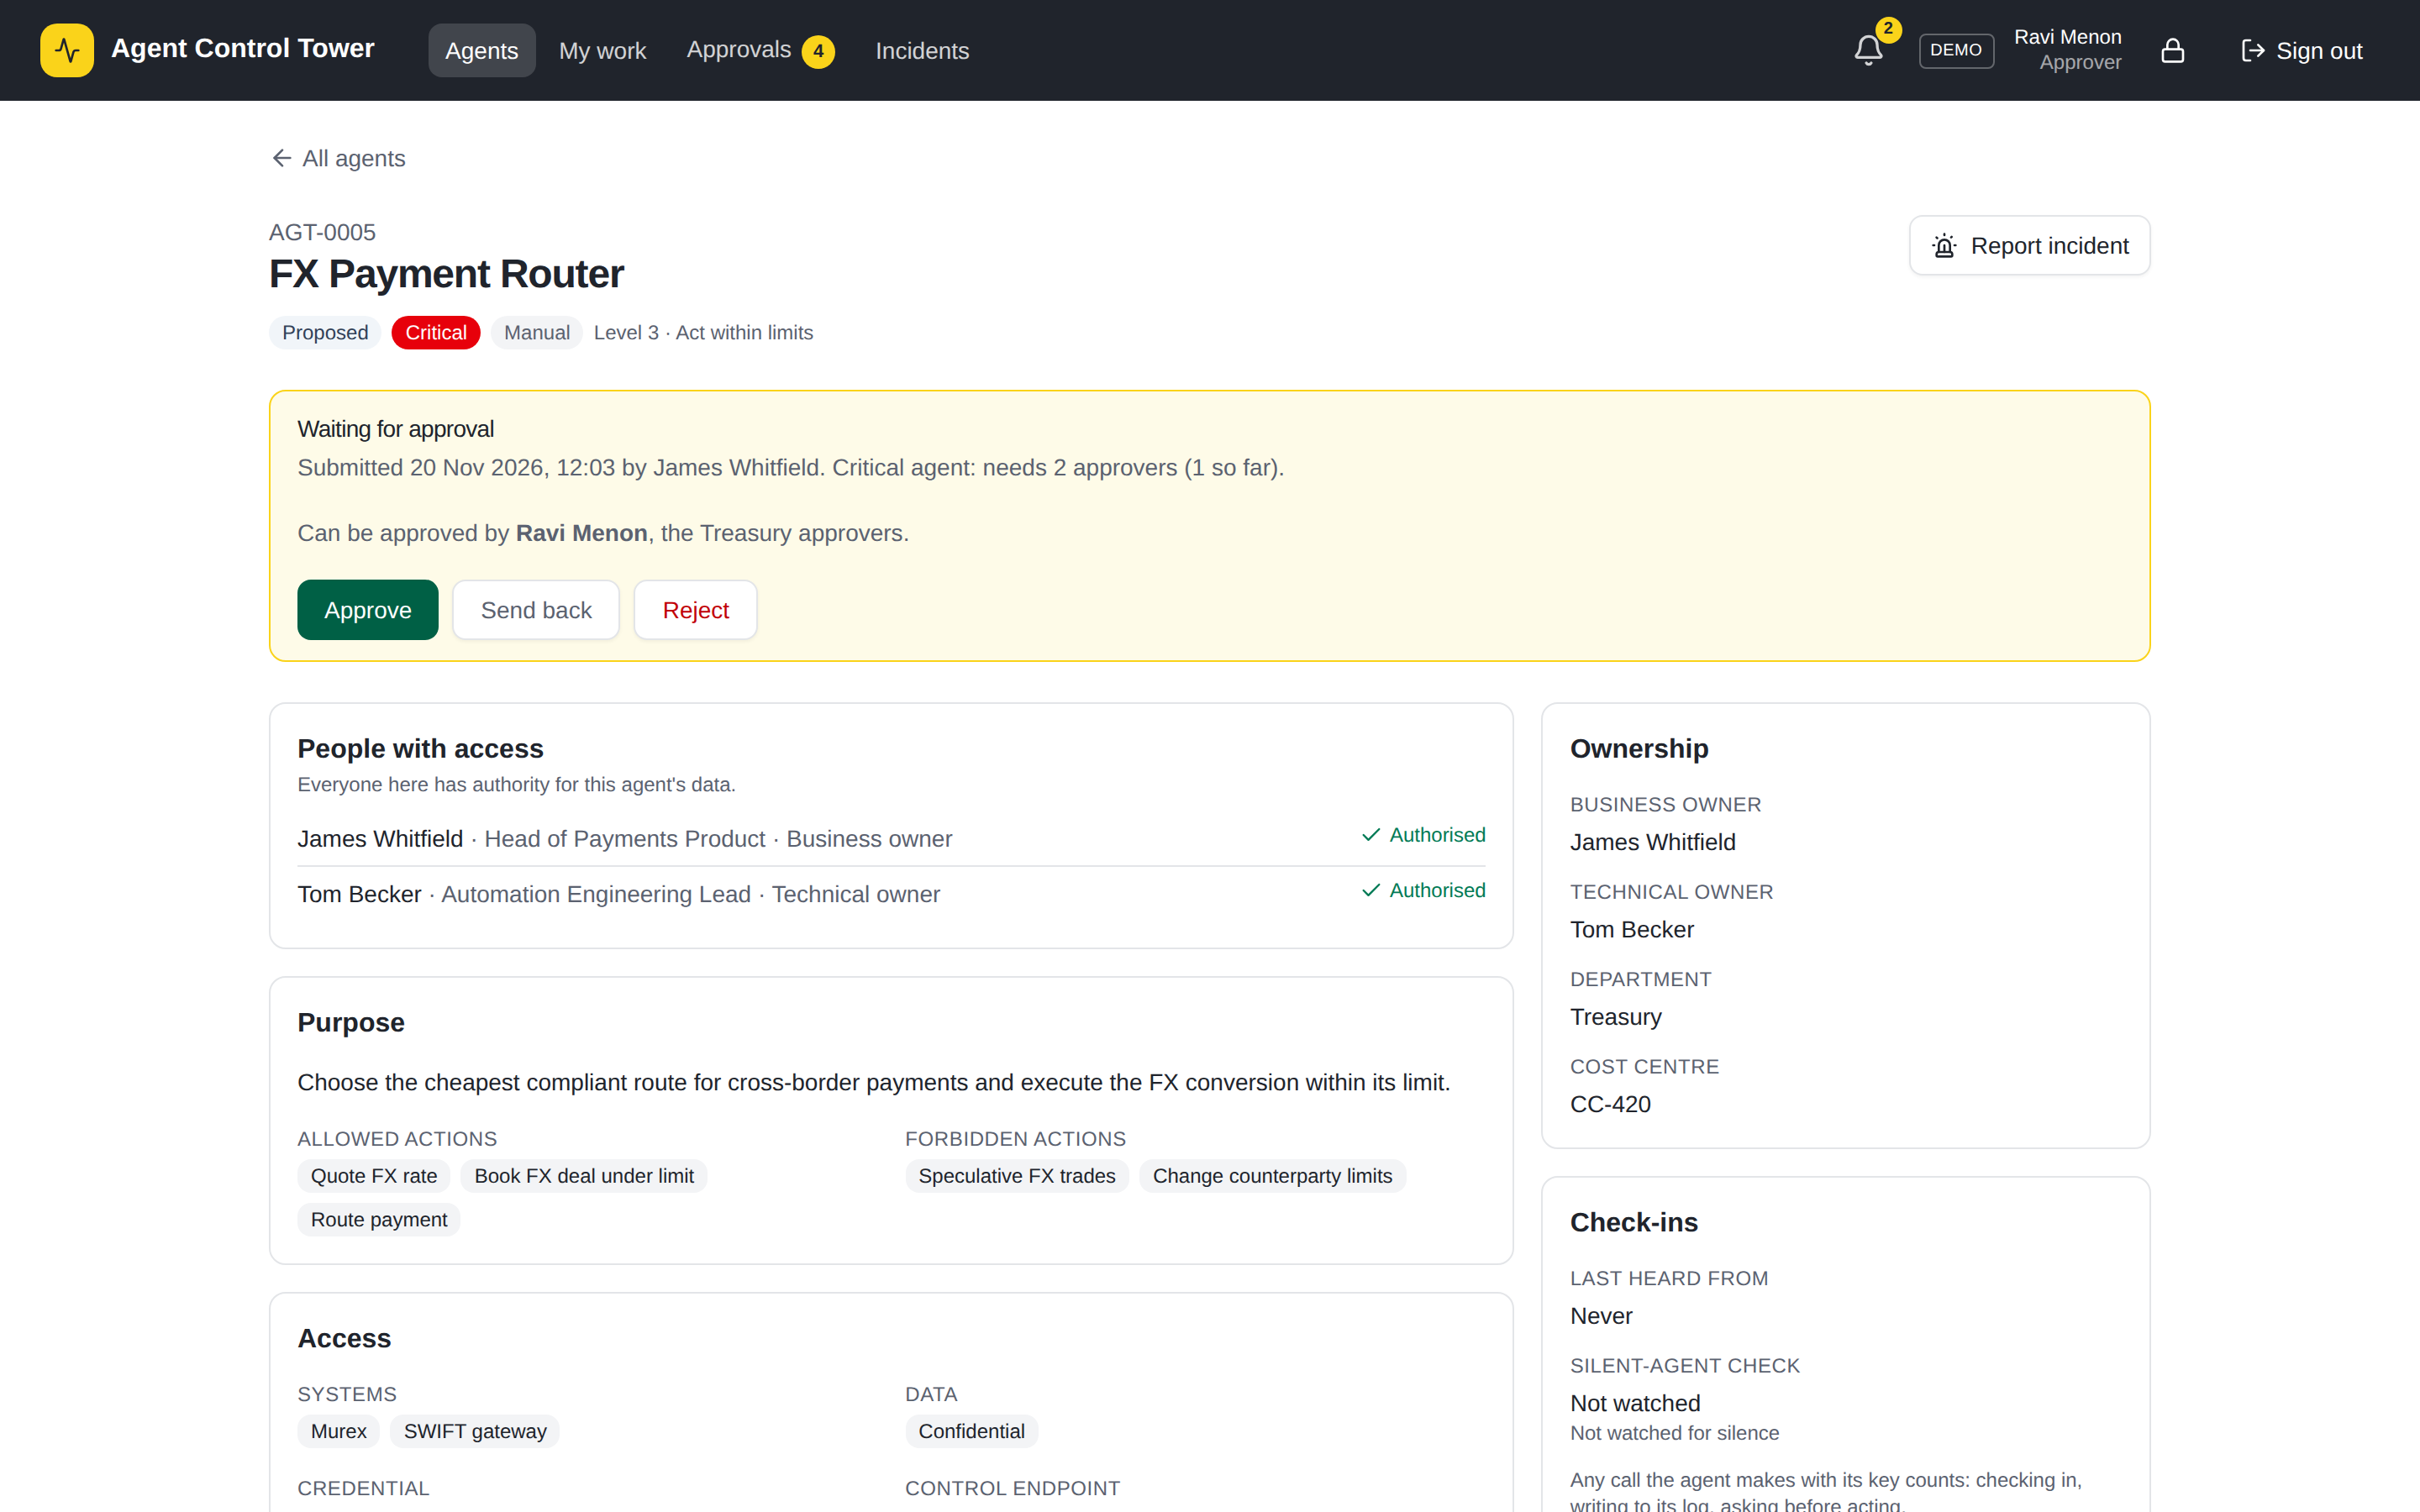 Agent Control Tower
Agents
My work
Approvals 4
Incidents
2
DEMO
Ravi Menon
Approver
Sign out
All agents
AGT-0005
FX Payment Router
Report incident
Proposed
Critical
Manual
Level 3 · Act within limits
Waiting for approval
Submitted 20 Nov 2026, 12:03 by James Whitfield. Critical agent: needs 2 approvers (1 so far).
Can be approved by Ravi Menon, the Treasury approvers.
Approve
Send back
Reject
People with access
Everyone here has authority for this agent's data.
James Whitfield · Head of Payments Product · Business owner
Authorised
Tom Becker · Automation Engineering Lead · Technical owner
Authorised
Purpose
Choose the cheapest compliant route for cross-border payments and execute the FX conversion within its limit.
ALLOWED ACTIONS
Quote FX rate
Book FX deal under limit
Route payment
FORBIDDEN ACTIONS
Speculative FX trades
Change counterparty limits
Access
SYSTEMS
Murex
SWIFT gateway
DATA
Confidential
CREDENTIAL
CONTROL ENDPOINT
Ownership
BUSINESS OWNER
James Whitfield
TECHNICAL OWNER
Tom Becker
DEPARTMENT
Treasury
COST CENTRE
CC-420
Check-ins
LAST HEARD FROM
Never
SILENT-AGENT CHECK
Not watched
Not watched for silence
Any call the agent makes with its key counts: checking in,
writing to its log, asking before acting.